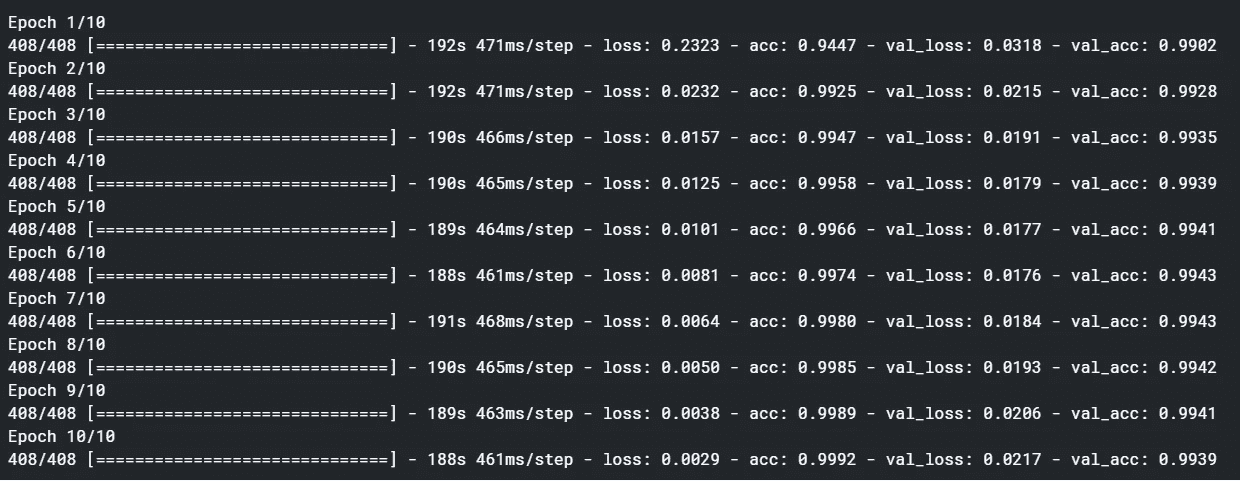 Epoch 1/10
408/408 [==============================] - 192s 471ms/step - loss: 0.2323 - acc: 0.9447 - val_loss: 0.0318 - val_acc: 0.9902
Epoch 2/10
408/408 [==============================] - 192s 471ms/step - loss: 0.0232 - acc: 0.9925 - val_loss: 0.0215 - val_acc: 0.9928
Epoch 3/10
408/408 [==============================] - 190s 466ms/step - loss: 0.0157 - acc: 0.9947 - val_loss: 0.0191 - val_acc: 0.9935
Epoch 4/10
408/408 [==============================] - 190s 465ms/step - loss: 0.0125 - acc: 0.9958 - val_loss: 0.0179 - val_acc: 0.9939
Epoch 5/10
408/408 [==============================] - 189s 464ms/step - loss: 0.0101 - acc: 0.9966 - val_loss: 0.0177 - val_acc: 0.9941
Epoch 6/10
408/408 [==============================] - 188s 461ms/step - loss: 0.0081 - acc: 0.9974 - val_loss: 0.0176 - val_acc: 0.9943
Epoch 7/10
408/408 [==============================] - 191s 468ms/step - loss: 0.0064 - acc: 0.9980 - val_loss: 0.0184 - val_acc: 0.9943
Epoch 8/10
408/408 [==============================] - 190s 465ms/step - loss: 0.0050 - acc: 0.9985 - val_loss: 0.0193 - val_acc: 0.9942
Epoch 9/10
408/408 [==============================] - 189s 463ms/step - loss: 0.0038 - acc: 0.9989 - val_loss: 0.0206 - val_acc: 0.9941
Epoch 10/10
408/408 [==============================] - 188s 461ms/step - loss: 0.0029 - acc: 0.9992 - val_loss: 0.0217 - val_acc: 0.9939